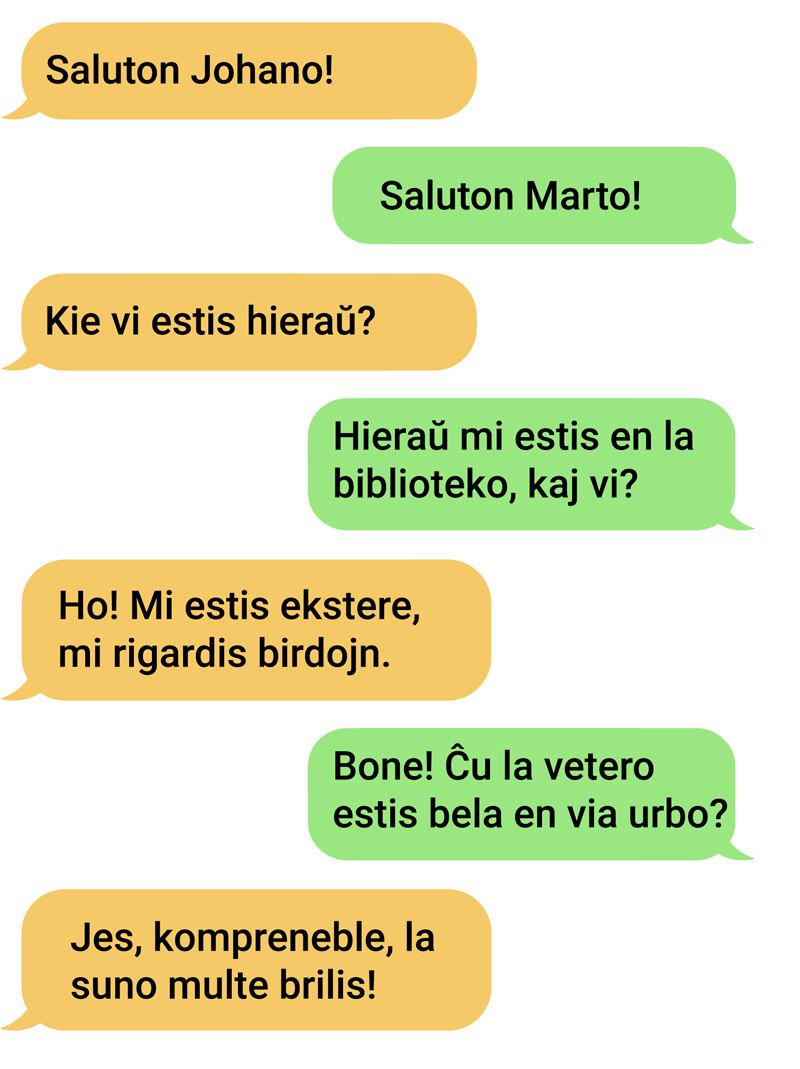 Saluton Johano!
Saluton Marto!
Kie vi estis hieraŭ?
Hieraŭ mi estis en la
biblioteko, kaj vi?
Ho! Mi estis ekstere,
mi rigardis birdojn.
Bone! Ĉu la vetero
estis bela en via urbo?
Jes, kompreneble, la
suno multe brilis!